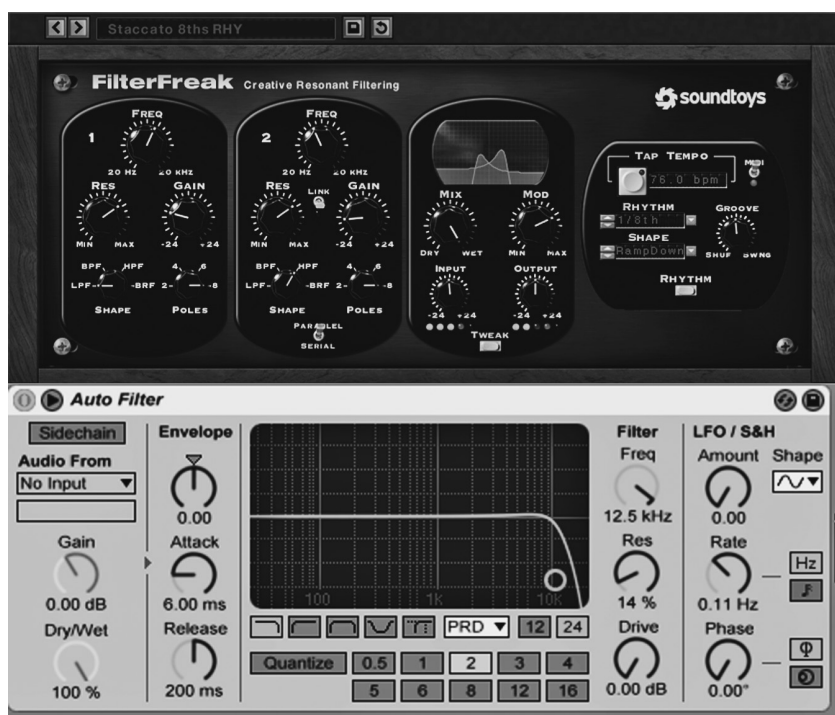 Staccato 8ths RHY
FilterFreak Creative Resonant Filtering
soundtoys
1 FREQ 20 HZ 20 KHZ
RES GAIN
MIN MAX -24 +24
BPF HPF 4 6
LPF BRF 2 8
SHAPE POLES
2 FREQ 20 HZ 20 KHZ
RES LINK GAIN
MIN MAX -24 +24
BPF HPF 4 6
LPF BRF 2 8
SHAPE POLES
PARALLEL
SERIAL
MIX MOD
DRY WET MIN MAX
INPUT OUTPUT
-24 +24 -24 +24
TWEAK
TAP TEMPO MIDI
76.0 bpm
RHYTHM GROOVE
1/8th
SHAPE
RampDown SHUF SWNG
RHYTHM
Auto Filter
Sidechain
Audio From
No Input
Gain
0.00 dB
Dry/Wet
100 %
Envelope
0.00
Attack
6.00 ms
Release
200 ms
100 1K 10K
PRD 12 24
Quantize 0.5 1 2 3 4
5 6 8 12 16
Filter
Freq
12.5 kHz
Res
14 %
Drive
0.00 dB
LFO / S&H
Amount Shape
0.00
Rate
Hz
0.11 Hz
Phase
Φ
0.00°